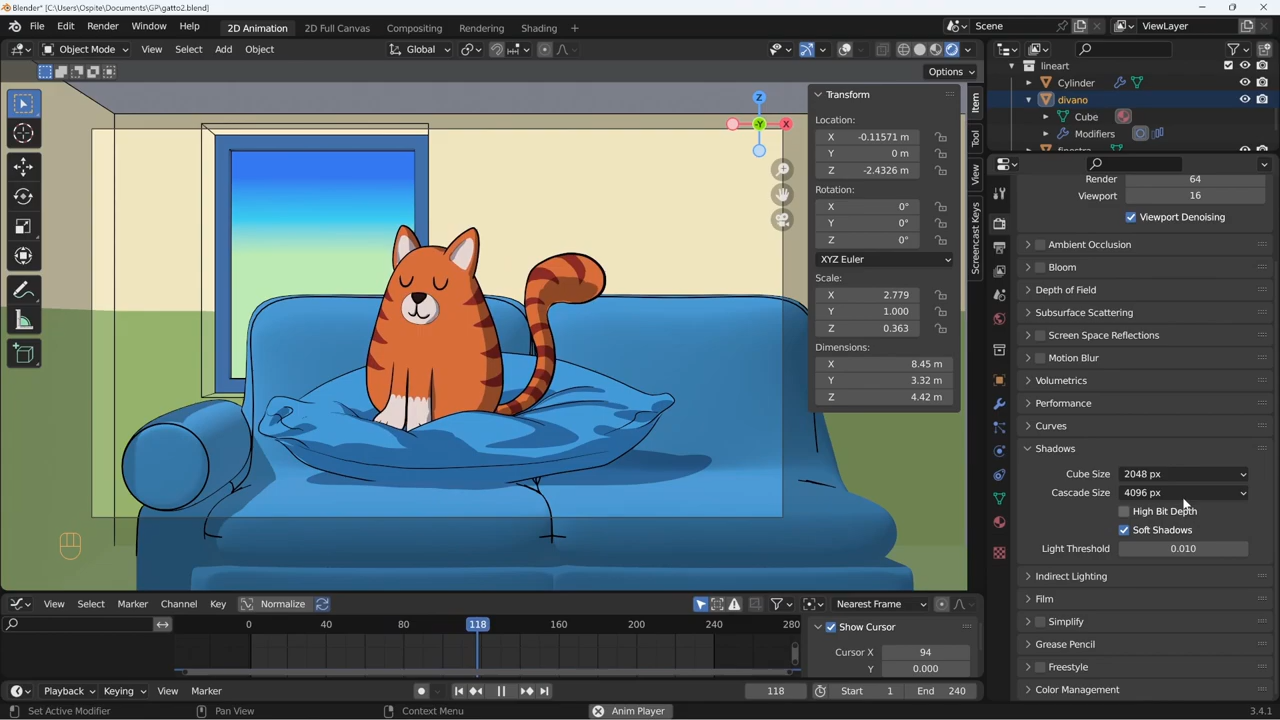 Blender* [C:\Users\Ospite\Documents\GP\gatto2.blend]
File Edit Render Window Help 2D Animation 2D Full Canvas Compositing Rendering Shading Scene ViewLayer
Object Mode View Select Add Object Global
Options
lineart
Cylinder
divano
Cube
Modifiers
Z
-Y X
Transform
Location:
X -0.11571 m
Y 0 m
Z -2.4326 m
Rotation:
X 0°
Y 0°
Z 0°
XYZ Euler
Scale:
X 2.779
Y 1.000
Z 0.363
Dimensions:
X 8.45 m
Y 3.32 m
Z 4.42 m
Item
Tool
View
Screencast Keys
Render 64
Viewport 16
Viewport Denoising
Ambient Occlusion
Bloom
Depth of Field
Subsurface Scattering
Screen Space Reflections
Motion Blur
Volumetrics
Performance
Curves
Shadows
Cube Size 2048 px
Cascade Size 4096 px
High Bit Depth
Soft Shadows
Light Threshold 0.010
Indirect Lighting
Film
Simplify
Grease Pencil
Freestyle
Color Management
View Select Marker Channel Key Normalize Nearest Frame
0 40 80 118 160 200 240 280
Show Cursor
Cursor X 94
Y 0.000
Playback Keying View Marker 118 Start 1 End 240
Set Active Modifier Pan View Context Menu Anim Player 3.4.1